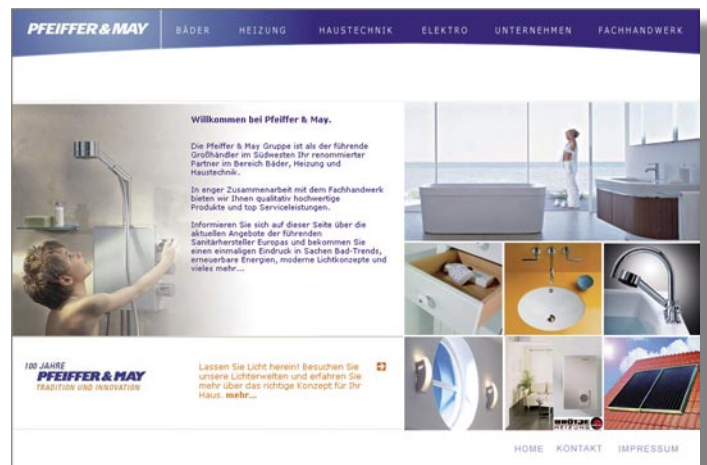 PFEIFFER & MAY
BÄDER HEIZUNG HAUSTECHNIK ELEKTRO UNTERNEHMEN FACHHANDWERK
Willkommen bei Pfeiffer & May.
Die Pfeiffer & May Gruppe ist als der führende
Großhändler im Südwesten Ihr renommierter
Partner im Bereich Bäder, Heizung und
Haustechnik.
In enger Zusammenarbeit mit dem Fachhandwerk
bieten wir Ihnen qualitativ hochwertige
Produkte und top Serviceleistungen.
Informieren Sie sich auf dieser Seite über die
aktuellen Angebote der führenden
Sanitärhersteller Europas und bekommen Sie
einen einmaligen Eindruck in Sachen Bad-Trends,
erneuerbare Energien, moderne Lichtkonzepte und
vieles mehr...
100 JAHRE
PFEIFFER & MAY
TRADITION UND INNOVATION
Lassen Sie Licht herein! Besuchen Sie
unsere Lichterwelten und erfahren Sie
mehr über das richtige Konzept für Ihr
Haus. mehr...
BRÖTJE
HEIZUNG
HOME KONTAKT IMPRESSUM